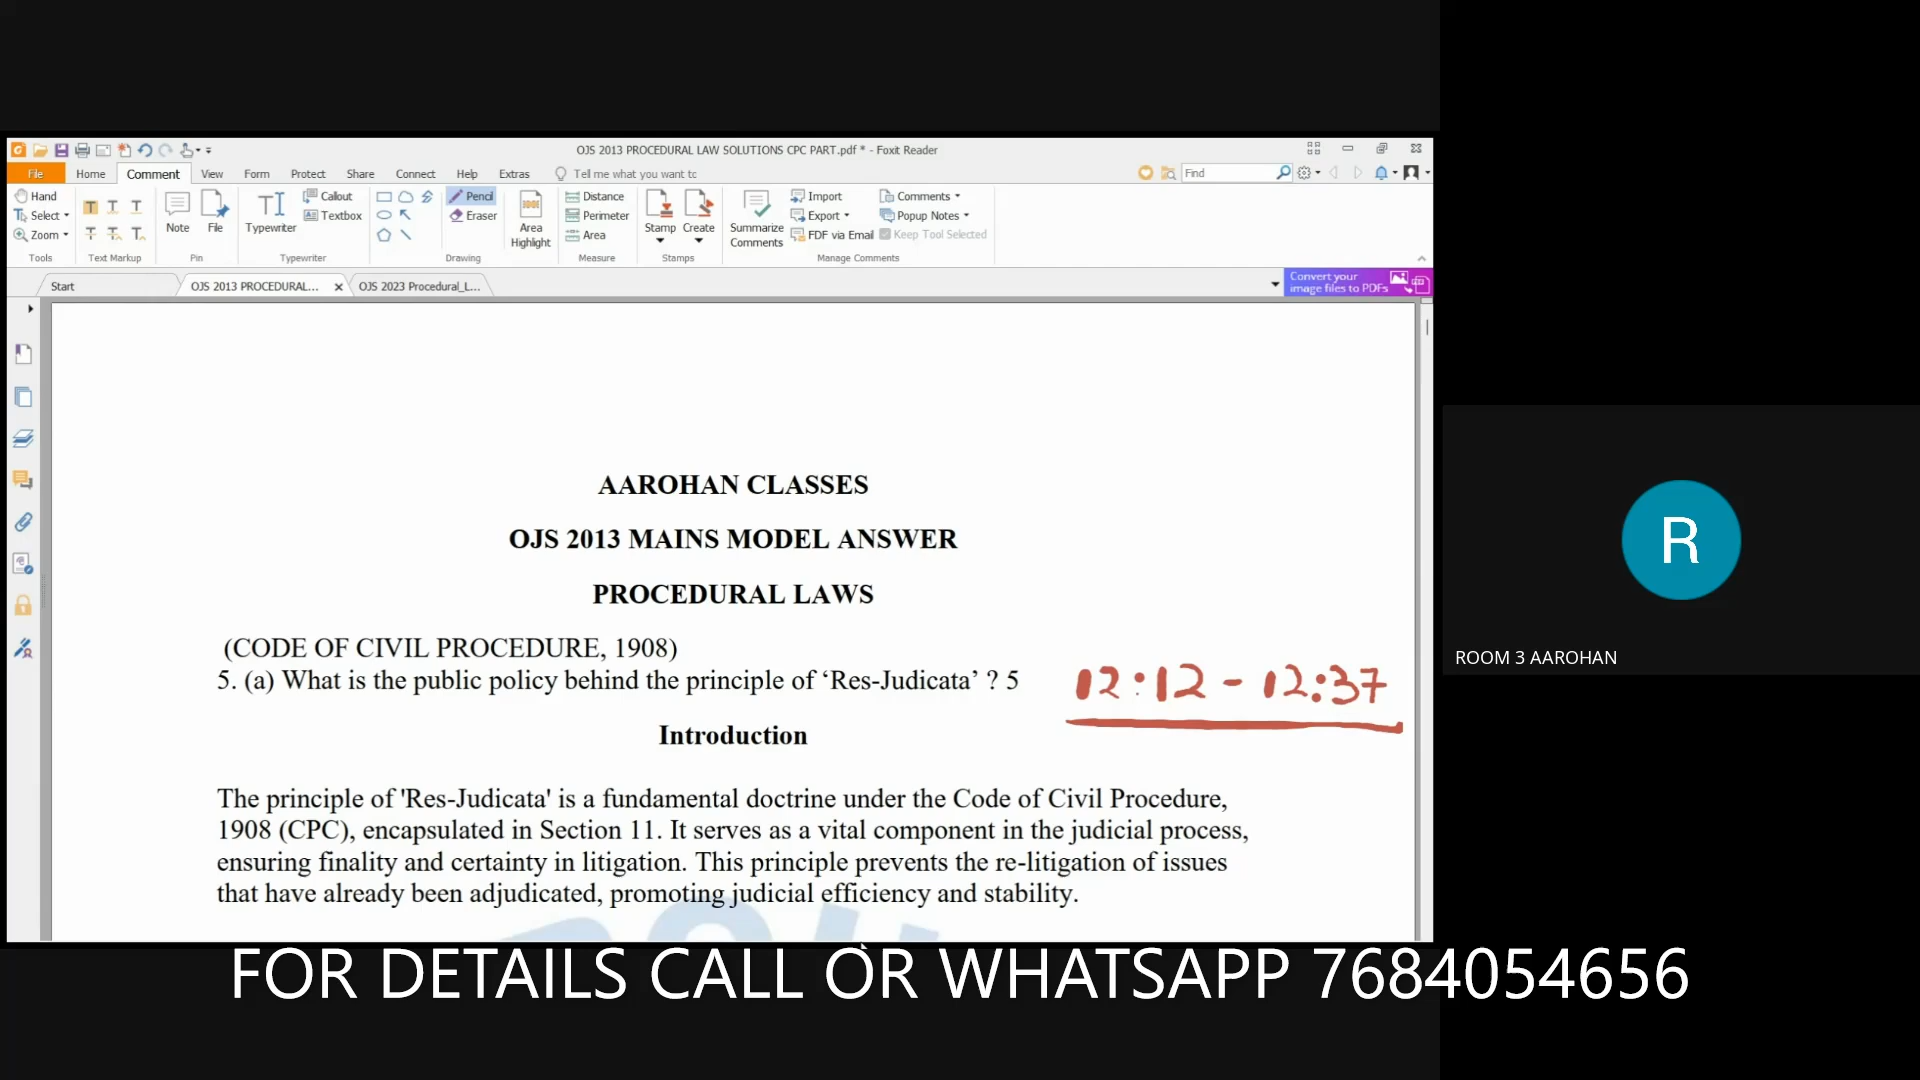 OJS 2013 PROCEDURAL LAW SOLUTIONS CPC PART.pdf * - Foxit Reader
File Home Comment View Form Protect Share Connect Help Extras Tell me what you want tc Find
Hand
Select
Zoom
Tools
Text Markup
Note File
Pin
Typewriter
Callout
Textbox
Typewriter
Pencil
Eraser
Drawing
Area
Highlight
Distance
Perimeter
Area
Measure
Stamp Create
Stamps
Summarize
Comments
Import
Export
FDF via Email
Comments
Popup Notes
Keep Tool Selected
Manage Comments
Start OJS 2013 PROCEDURAL... OJS 2023 Procedural_L...
Convert your
image files to PDFs
AAROHAN CLASSES
OJS 2013 MAINS MODEL ANSWER
PROCEDURAL LAWS
(CODE OF CIVIL PROCEDURE, 1908)
5. (a) What is the public policy behind the principle of ‘Res-Judicata’ ? 5
12:12 - 12:37
Introduction
The principle of 'Res-Judicata' is a fundamental doctrine under the Code of Civil Procedure,
1908 (CPC), encapsulated in Section 11. It serves as a vital component in the judicial process,
ensuring finality and certainty in litigation. This principle prevents the re-litigation of issues
that have already been adjudicated, promoting judicial efficiency and stability.
R
ROOM 3 AAROHAN
FOR DETAILS CALL OR WHATSAPP 7684054656